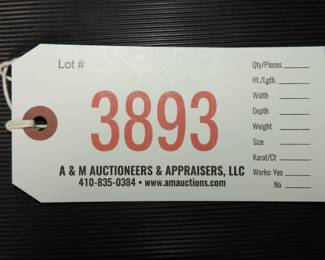 Lot #
3893
A & M AUCTIONEERS & APPRAISERS, LLC
410-835-0384 • www.amauctions.com
Qty/Pieces
Ht./Lgth.
Width
Depth
Weight
Size
Karat/Ct
Works: Yes
No